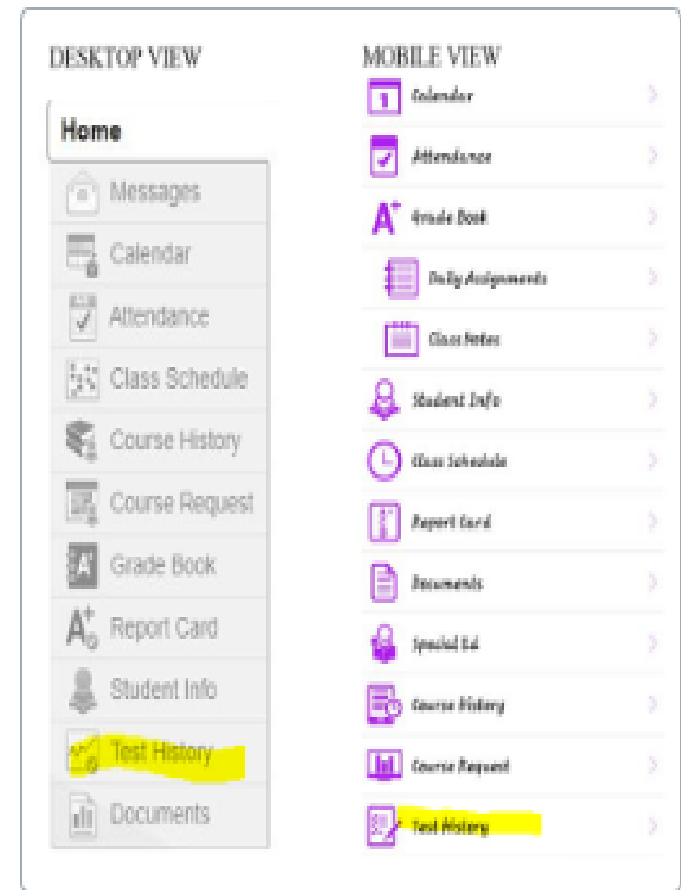 DESKTOP VIEW
Home
Messages
Calendar
Attendance
Class Schedule
Course History
Course Request
Grade Book
Report Card
Student Info
Test History
Documents
MOBILE VIEW
Calendar
Attendance
Grade Book
Daily Assignments
Class Notes
Student Info
Class Schedule
Report Card
Documents
Special Ed
Course History
Course Request
Test History